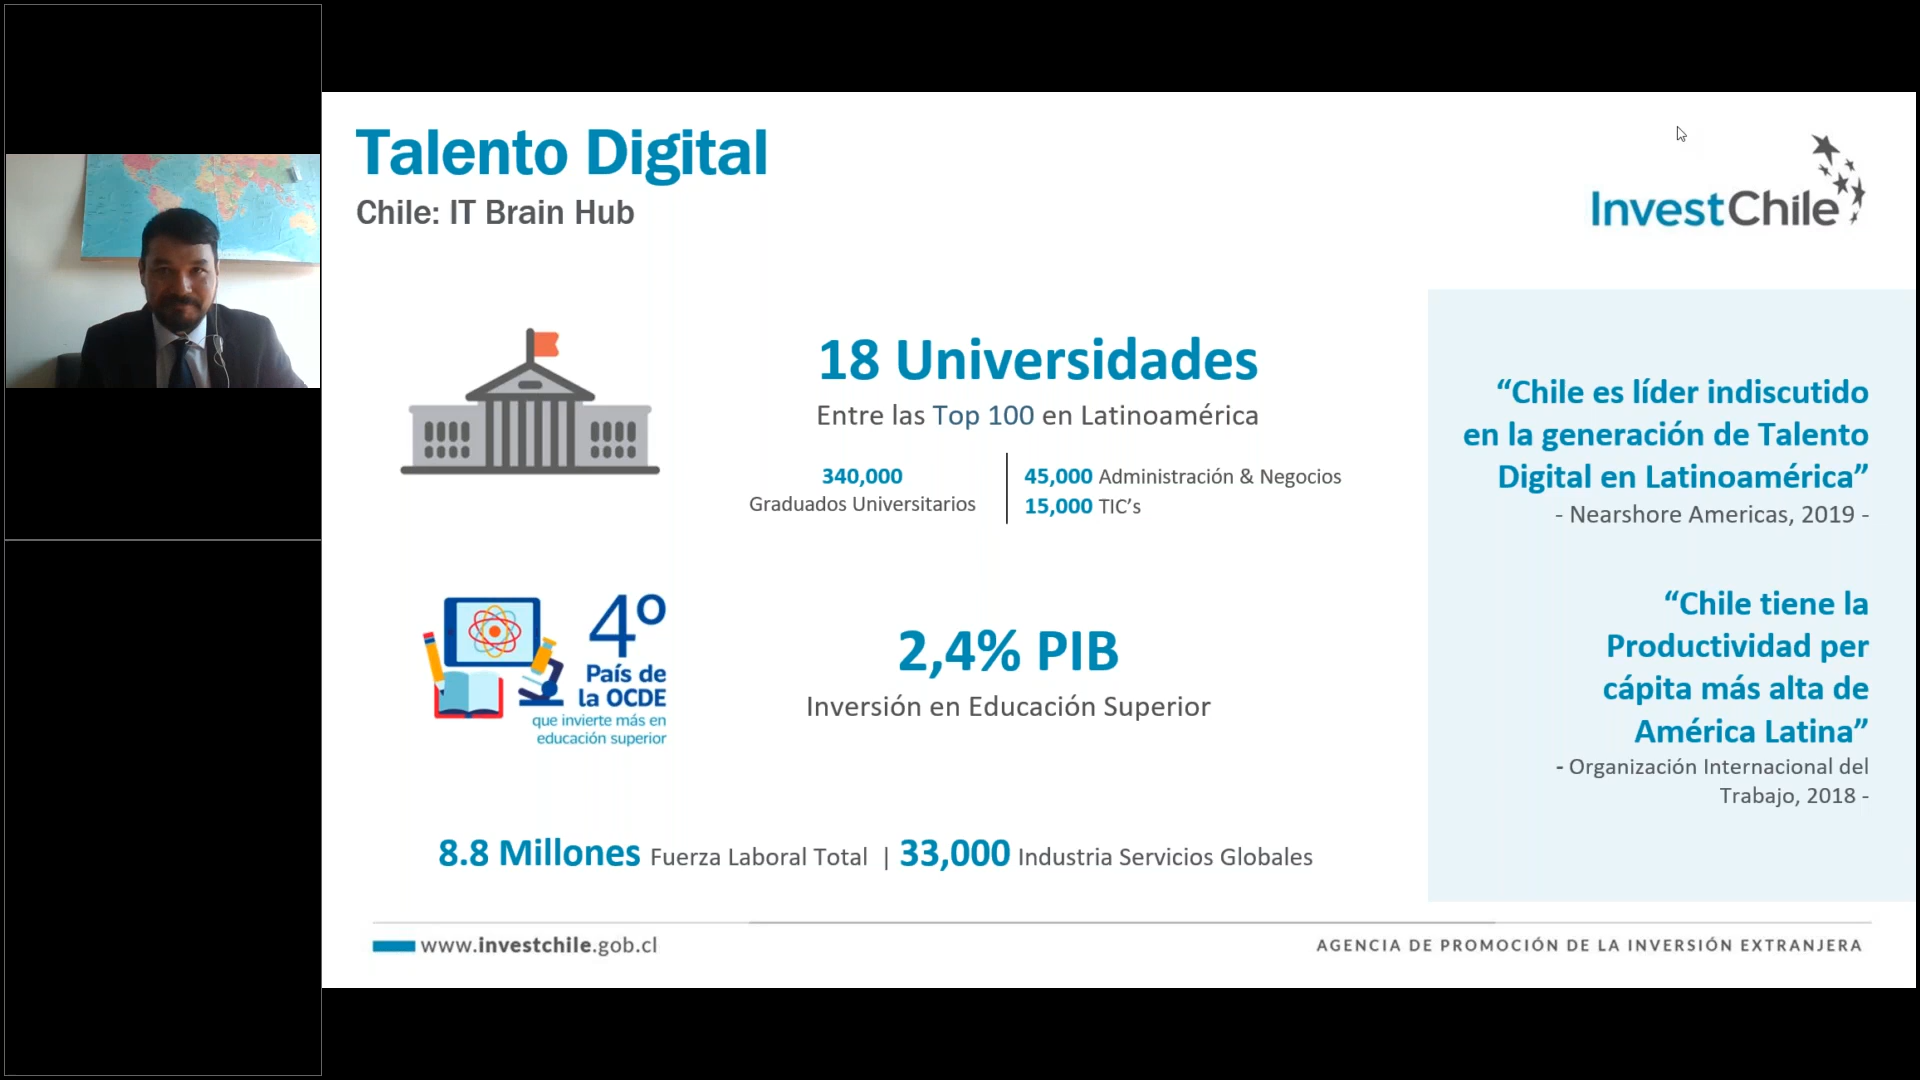 Talento Digital
Chile: IT Brain Hub
InvestChile
18 Universidades
Entre las Top 100 en Latinoamérica
340,000
Graduados Universitarios
45,000 Administración & Negocios
15,000 TIC’s
4º
País de
la OCDE
que invierte más en
educación superior
2,4% PIB
Inversión en Educación Superior
8.8 Millones Fuerza Laboral Total | 33,000 Industria Servicios Globales
“Chile es líder indiscutido
en la generación de Talento
Digital en Latinoamérica”
- Nearshore Americas, 2019 -
“Chile tiene la
Productividad per
cápita más alta de
América Latina”
- Organización Internacional del
Trabajo, 2018 -
www.investchile.gob.cl
AGENCIA DE PROMOCIÓN DE LA INVERSIÓN EXTRANJERA